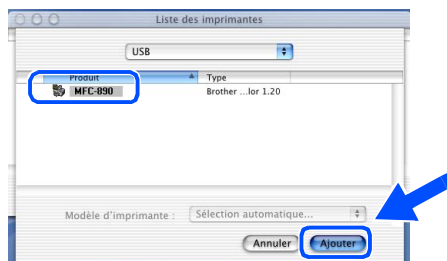 Liste des imprimantes
USB
Produit Type
MFC-890 Brother ...lor 1.20
Modèle d'imprimante : Sélection automatique...
Annuler Ajouter